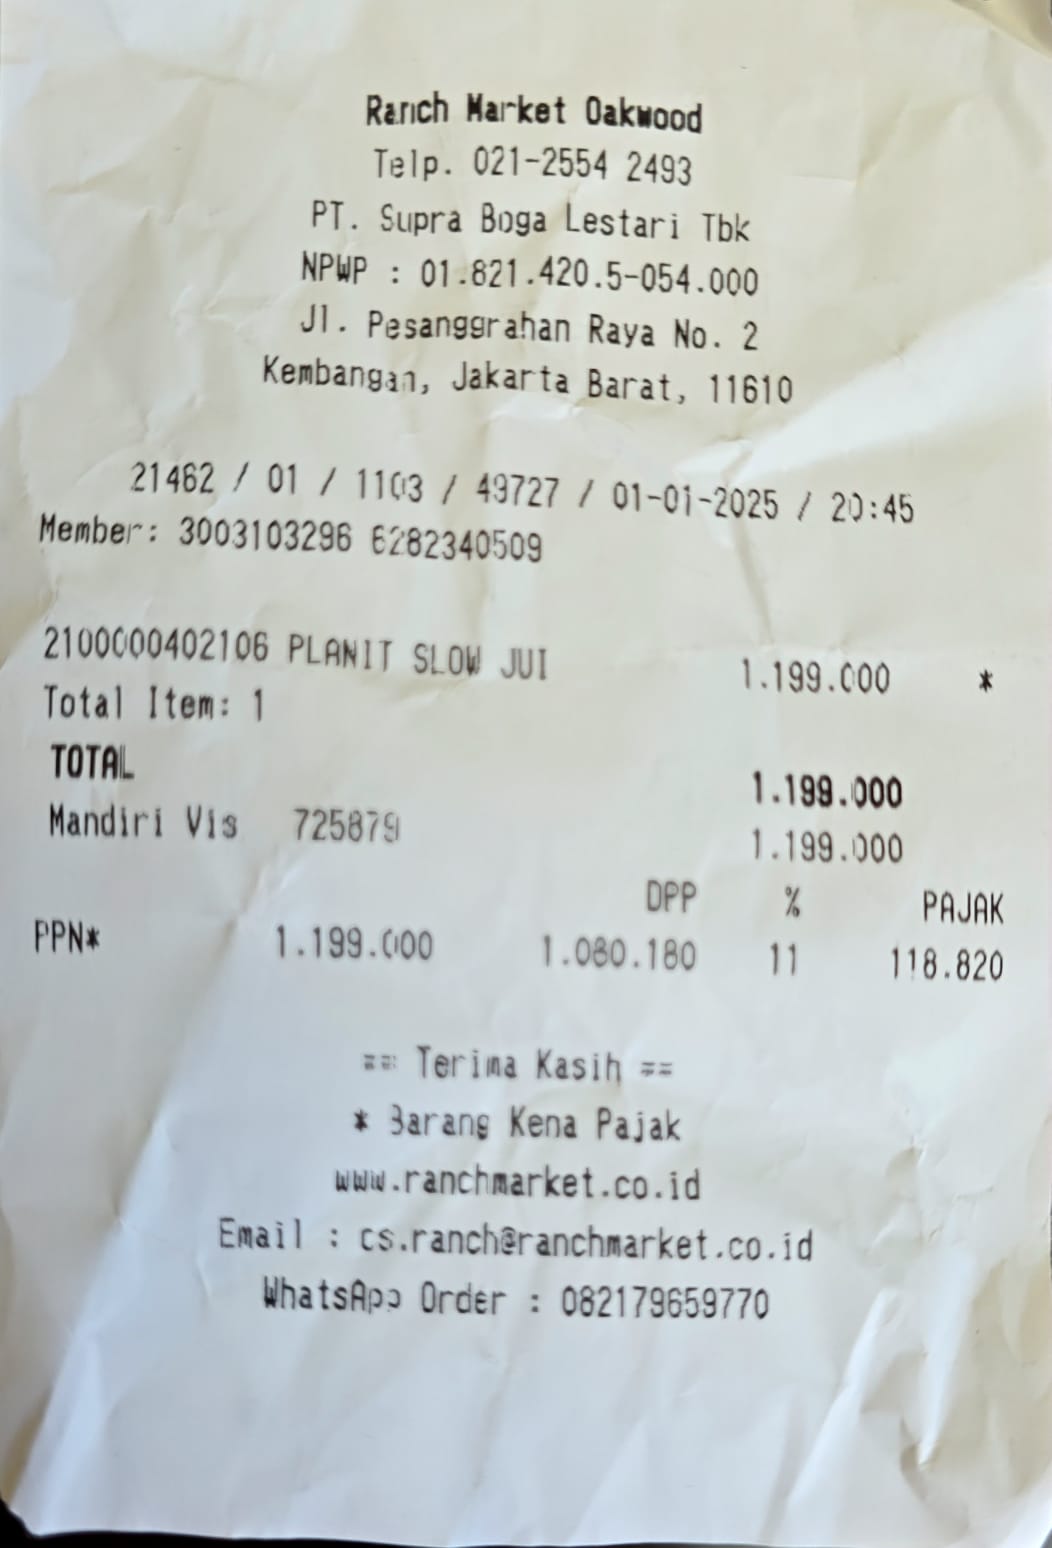 Ranch Market Oakwood
Telp. 021-2554 2493
PT. Supra Boga Lestari Tbk
NPWP : 01.821.420.5-054.000
Jl. Pesanggrahan Raya No. 2
Kembangan, Jakarta Barat, 11610
21462 / 01 / 1103 / 49727 / 01-01-2025 / 20:45
Member: 3003103296 6282340509
2100000402106 PLANIT SLOW JUI 1.199.000 *
Total Item: 1
TOTAL 1.199.000
Mandiri Vis 725879 1.199.000
DPP % PAJAK
PPN* 1.199.000 1.080.180 11 118.820
== Terima Kasih ==
* Barang Kena Pajak
www.ranchmarket.co.id
Email : cs.ranch@ranchmarket.co.id
WhatsApp Order : 082179659770